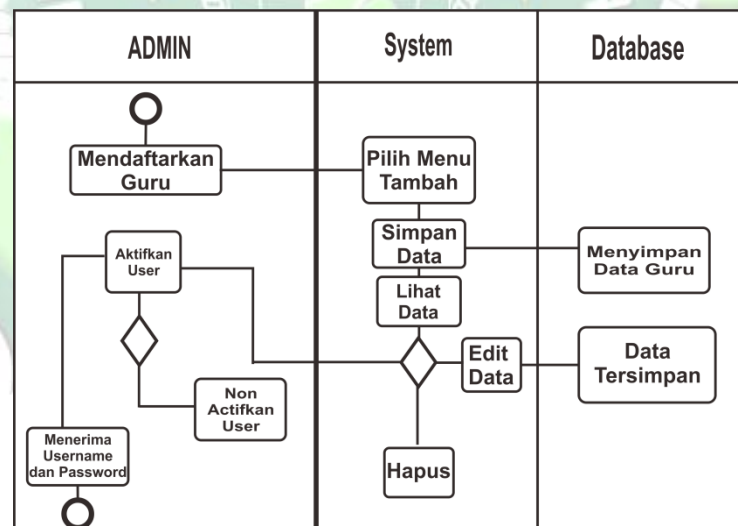 ADMIN
System
Database
Mendaftarkan
Guru
Pilih Menu
Tambah
Simpan
Data
Menyimpan
Data Guru
Aktifkan
User
Lihat
Data
Edit
Data
Data
Tersimpan
Non
Actifkan
User
Menerima
Username
dan Password
Hapus